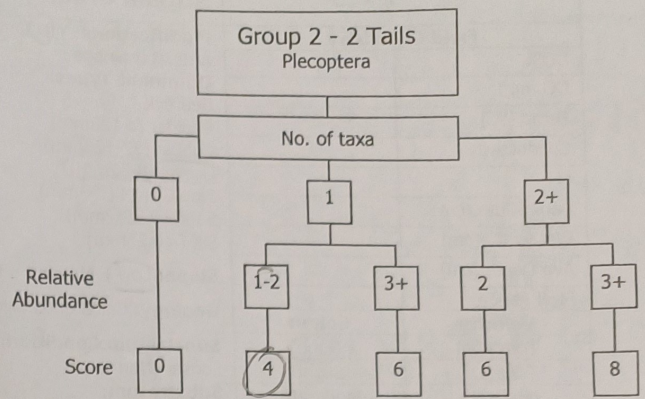 Group 2 - 2 Tails
Plecoptera
No. of taxa
0
1
2+
Relative
Abundance
1-2
3+
2
3+
Score
0
4
6
6
8